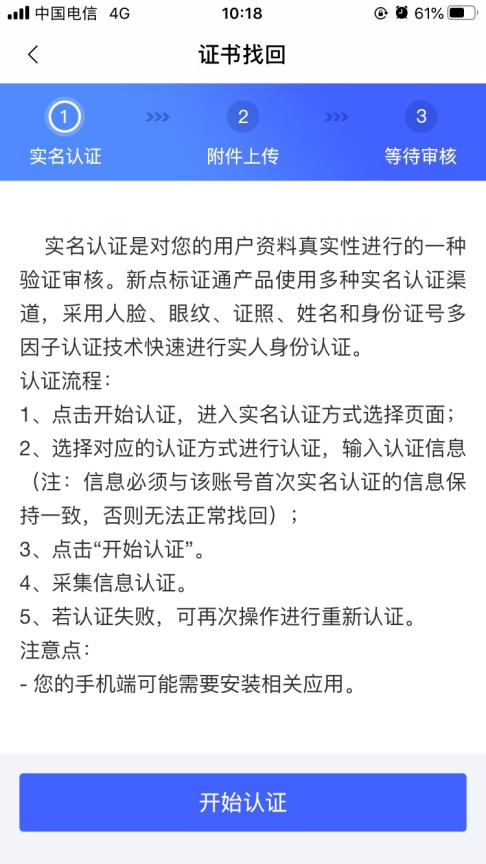 中国电信 4G 10:18 61%
证书找回
1 2 3
实名认证 附件上传 等待审核
实名认证是对您的用户资料真实性进行的一种
验证审核。新点标证通产品使用多种实名认证渠
道，采用人脸、眼纹、证照、姓名和身份证号多
因子认证技术快速进行实人身份认证。
认证流程：
1、点击开始认证，进入实名认证方式选择页面；
2、选择对应的认证方式进行认证，输入认证信息
（注：信息必须与该账号首次实名认证的信息保
持一致，否则无法正常找回）；
3、点击“开始认证”。
4、采集信息认证。
5、若认证失败，可再次操作进行重新认证。
注意点：
- 您的手机端可能需要安装相关应用。
开始认证